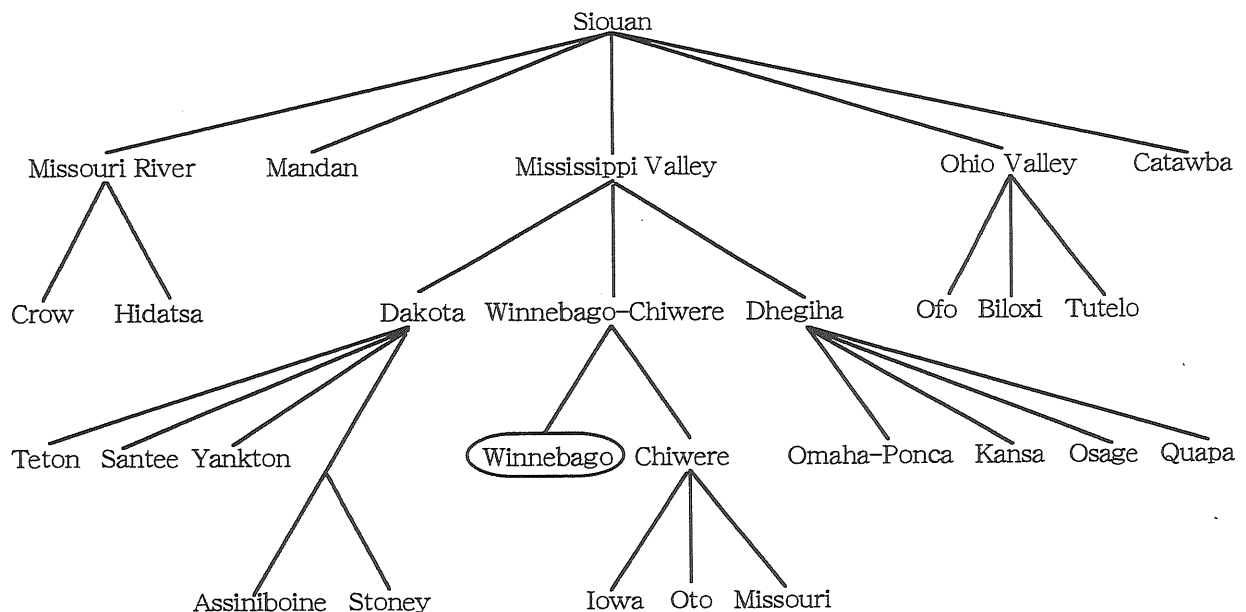 Siouan
Missouri River Mandan Mississippi Valley Ohio Valley Catawba
Crow Hidatsa Dakota Winnebago-Chiwere Dhegiha Ofo Biloxi Tutelo
Teton Santee Yankton Winnebago Chiwere Omaha-Ponca Kansa Osage Quapa
Assiniboine Stoney Iowa Oto Missouri